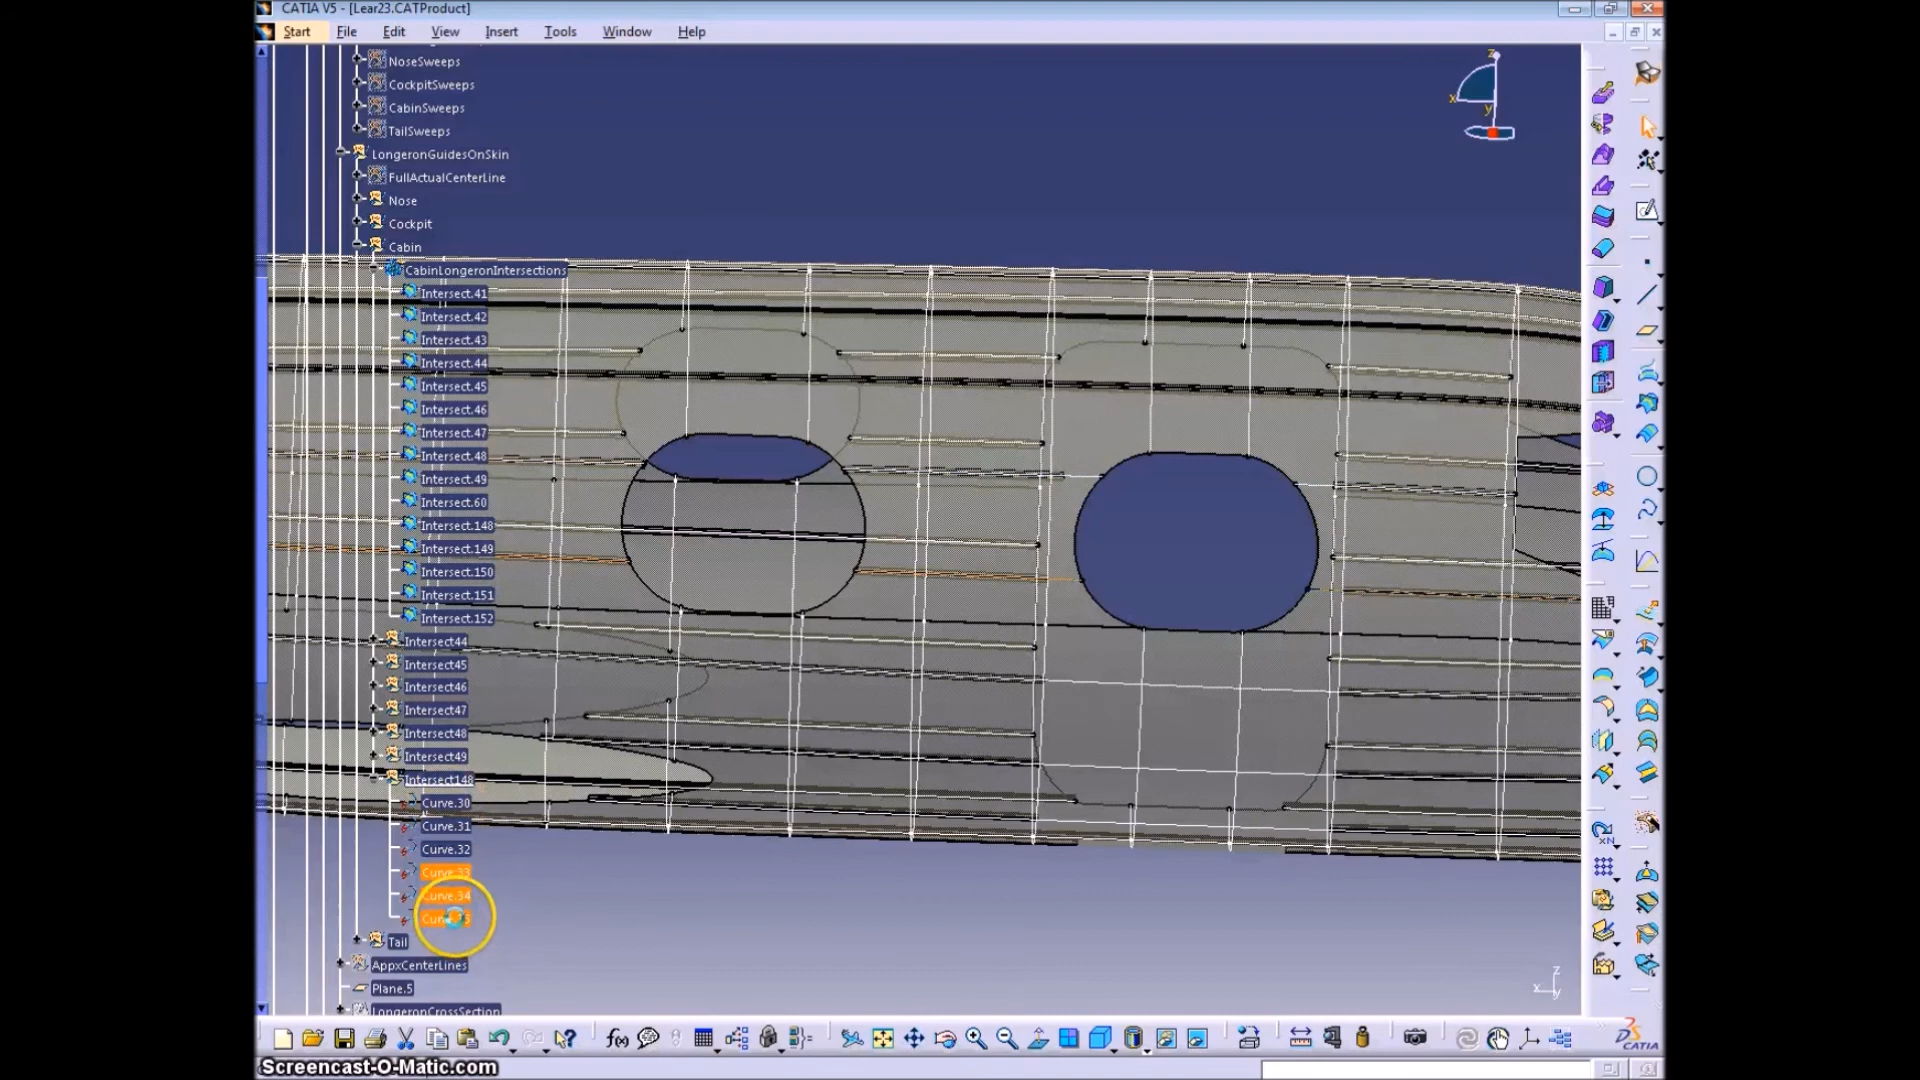 CATIA V5 - [Lear23.CATProduct]
Start File Edit View Insert Tools Window Help
NoseSweeps
CockpitSweeps
CabinSweeps
TailSweeps
LongeronGuidesOnSkin
FullActualCenterLine
Nose
Cockpit
Cabin
CabinLongeronIntersections
Intersect.41
Intersect.42
Intersect.43
Intersect.44
Intersect.45
Intersect.46
Intersect.47
Intersect.48
Intersect.49
Intersect.60
Intersect.148
Intersect.149
Intersect.150
Intersect.151
Intersect.152
Intersect44
Intersect45
Intersect46
Intersect47
Intersect48
Intersect49
Intersect148
Curve.30
Curve.31
Curve.32
Curve.33
Curve.34
Tail
AppxCenterLines
Plane.5
LongeronCrossSection
z
x
y
z
x
y
f(x)
CATIA
Screencast-O-Matic.com